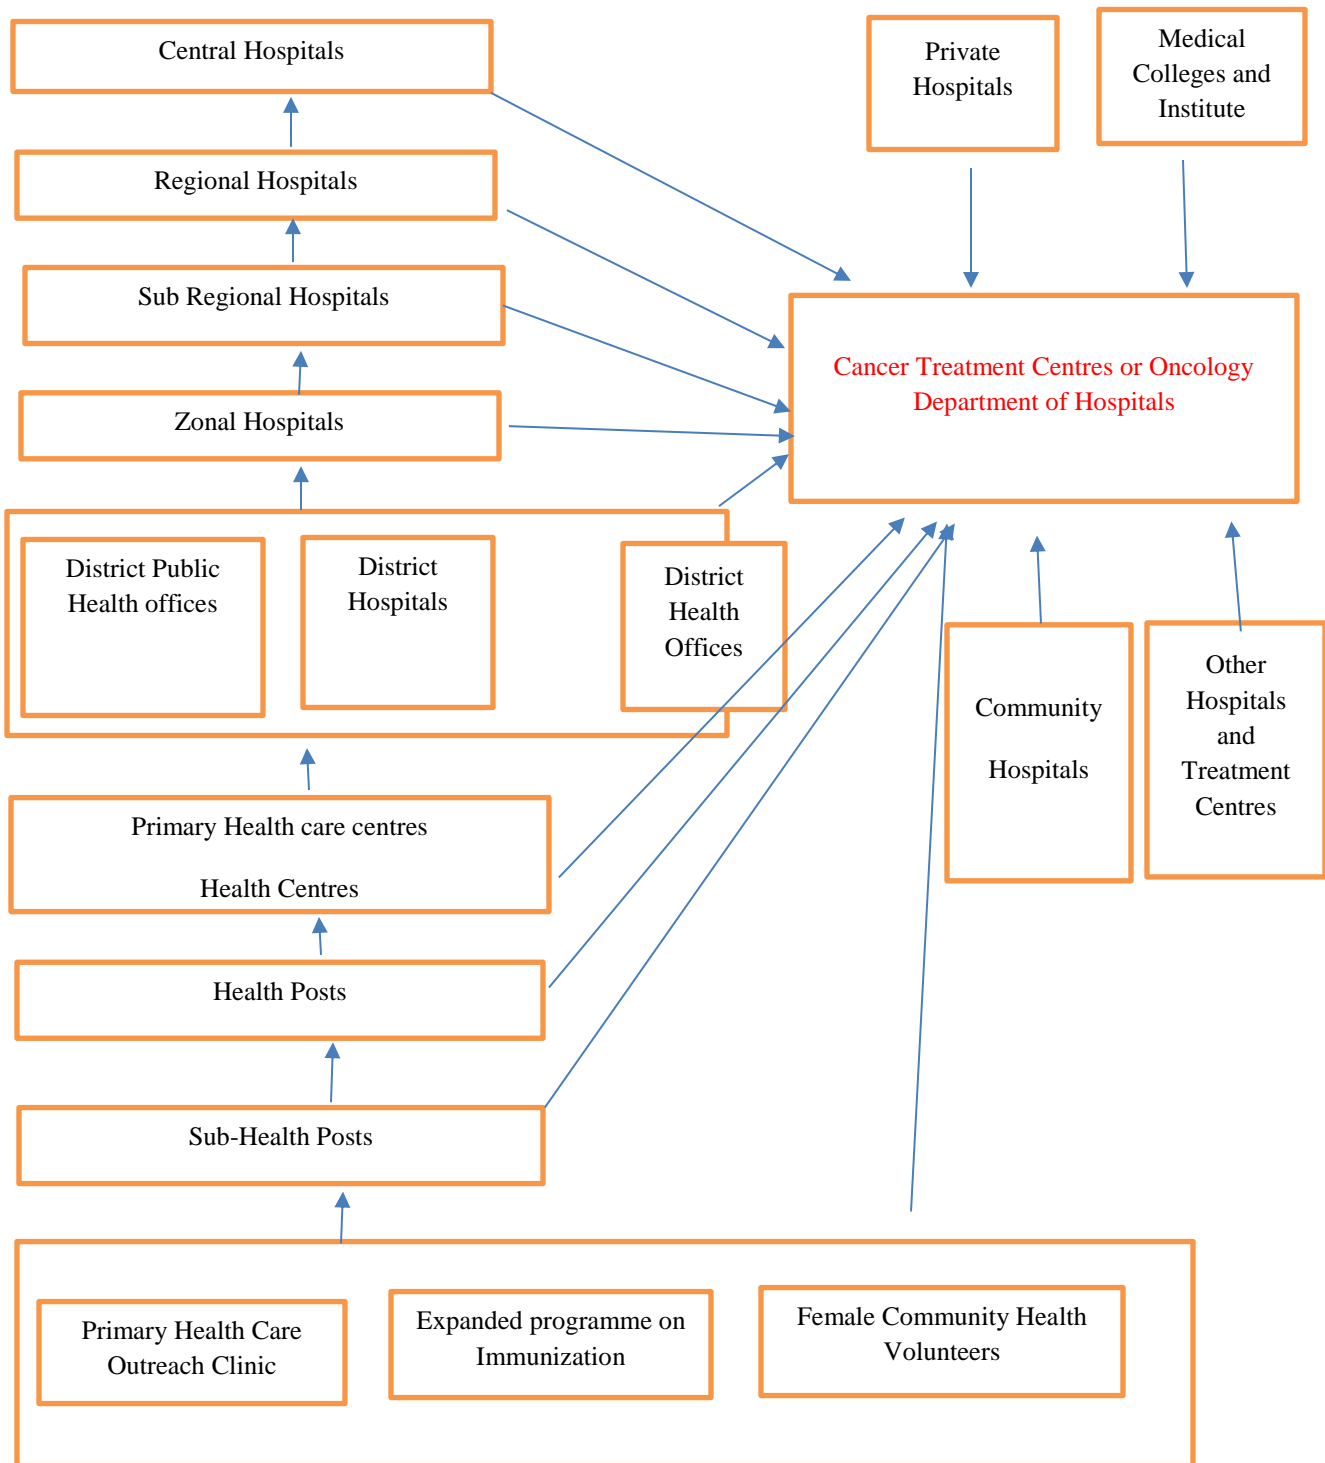 Central Hospitals
Private
Hospitals
Medical
Colleges and
Institute
Regional Hospitals
Sub Regional Hospitals
Cancer Treatment Centres or Oncology
Department of Hospitals
Zonal Hospitals
District Public
Health offices
District
Hospitals
District
Health
Offices
Community
Hospitals
Other
Hospitals
and
Treatment
Centres
Primary Health care centres
Health Centres
Health Posts
Sub-Health Posts
Primary Health Care
Outreach Clinic
Expanded programme on
Immunization
Female Community Health
Volunteers